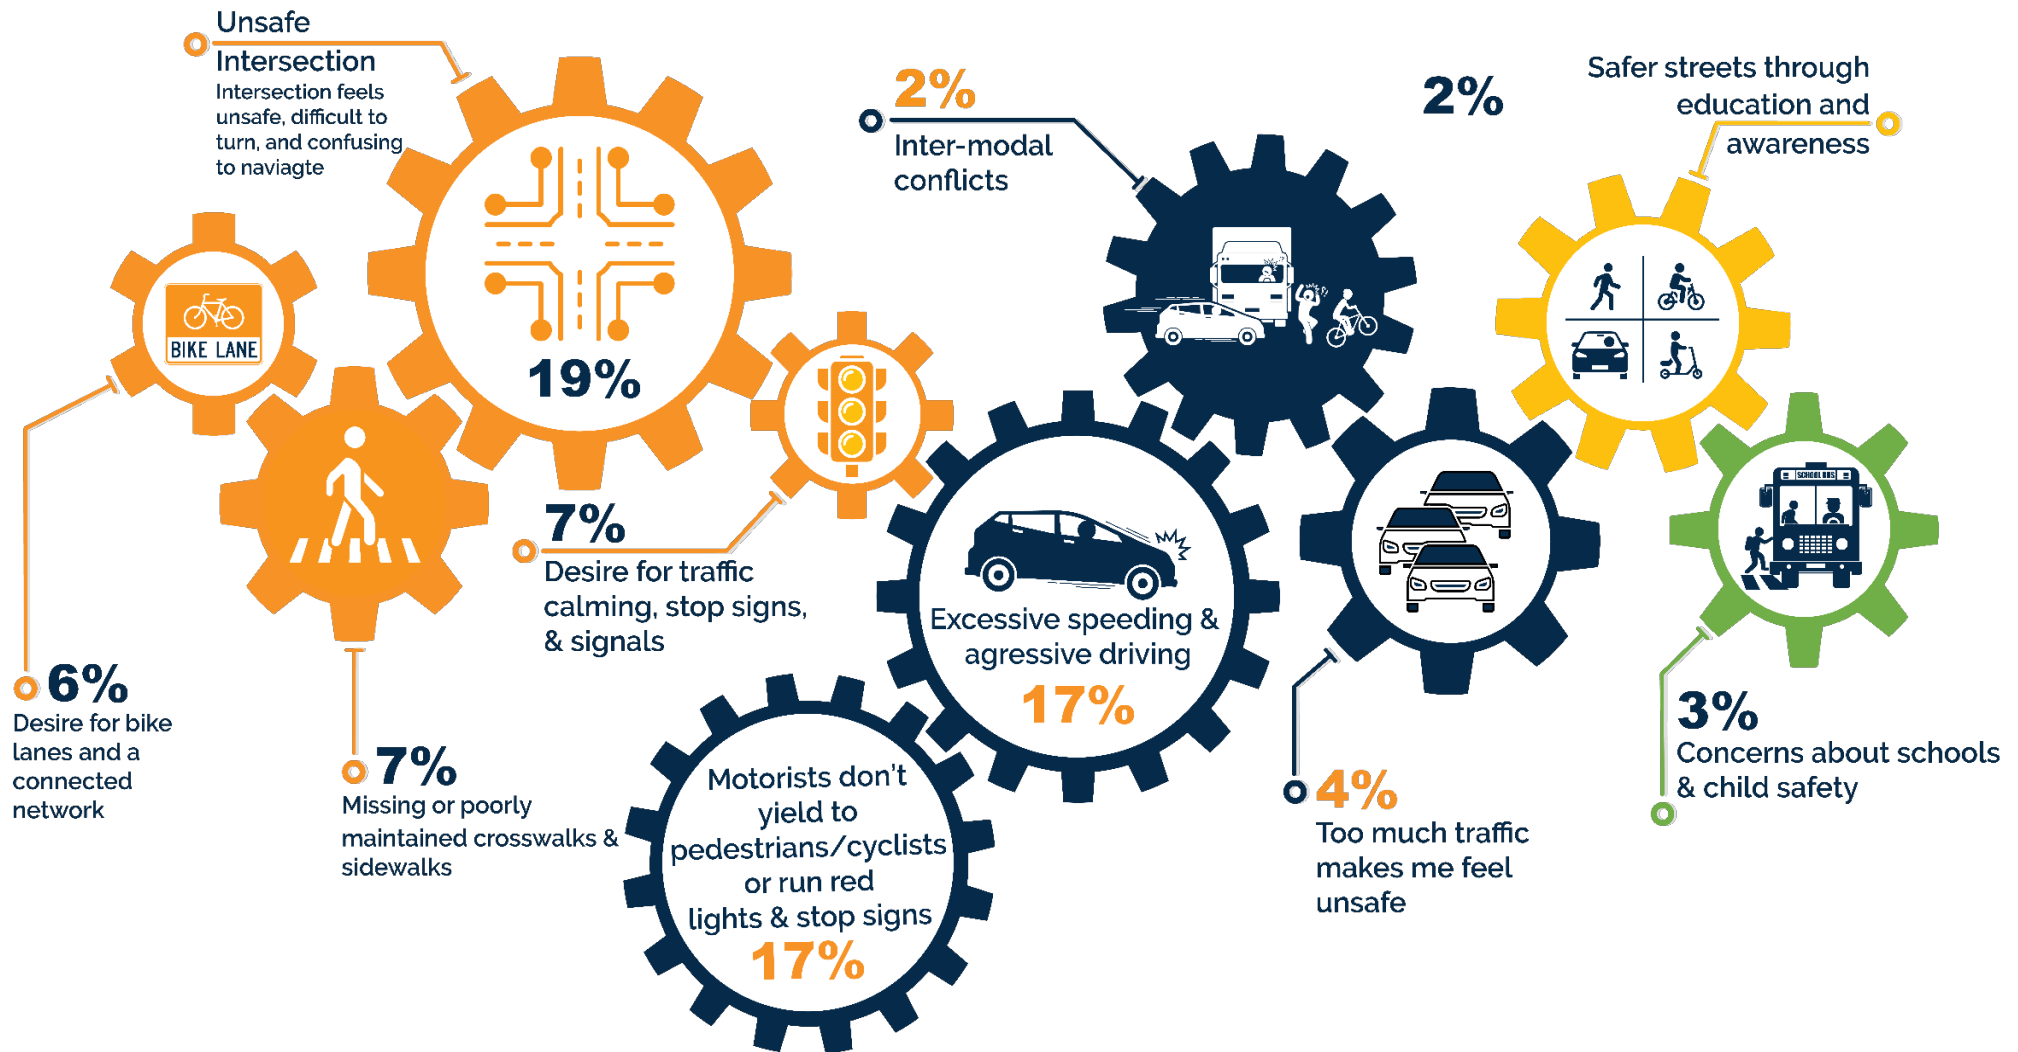 Unsafe
Intersection
Intersection feels
unsafe, difficult to
turn, and confusing
to naviagte
19%
BIKE LANE
6%
Desire for bike
lanes and a
connected
network
7%
Missing or poorly
maintained crosswalks &
sidewalks
7%
Desire for traffic
calming, stop signs,
& signals
2%
Inter-modal
conflicts
Excessive speeding &
agressive driving
17%
Motorists don't
yield to
pedestrians/cyclists
or run red
lights & stop signs
17%
4%
Too much traffic
makes me feel
unsafe
2%
Safer streets through
education and
awareness
SCHOOL BUS
3%
Concerns about schools
& child safety